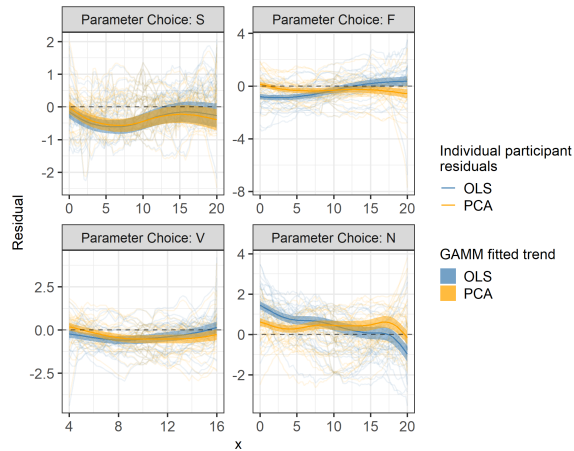 Parameter Choice: S
Parameter Choice: F
2
1
0
-1
-2
0
5
10
15
20
4
0
-4
-8
0
5
10
15
20
Residual
Parameter Choice: V
Parameter Choice: N
2.5
0.0
-2.5
4
8
12
16
4
2
0
-2
0
5
10
15
20
x
Individual participant
residuals
OLS
PCA
GAMM fitted trend
OLS
PCA